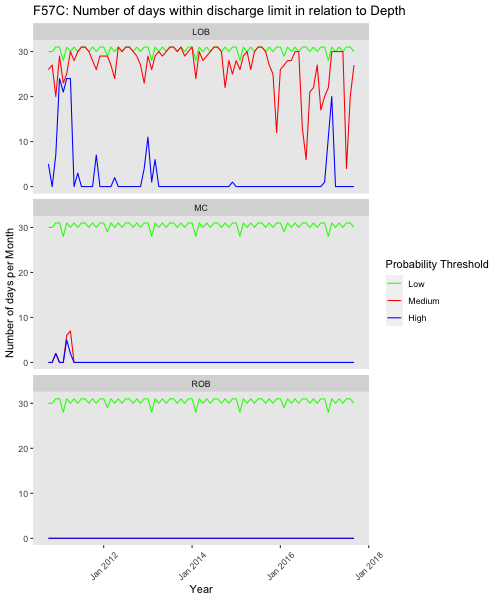 F57C: Number of days within discharge limit in relation to Depth
LOB
30
20
10
0
MC
30
20
10
0
ROB
30
20
10
0
Number of days per Month
Jan 2012
Jan 2014
Jan 2016
Jan 2018
Year
Probability Threshold
Low
Medium
High